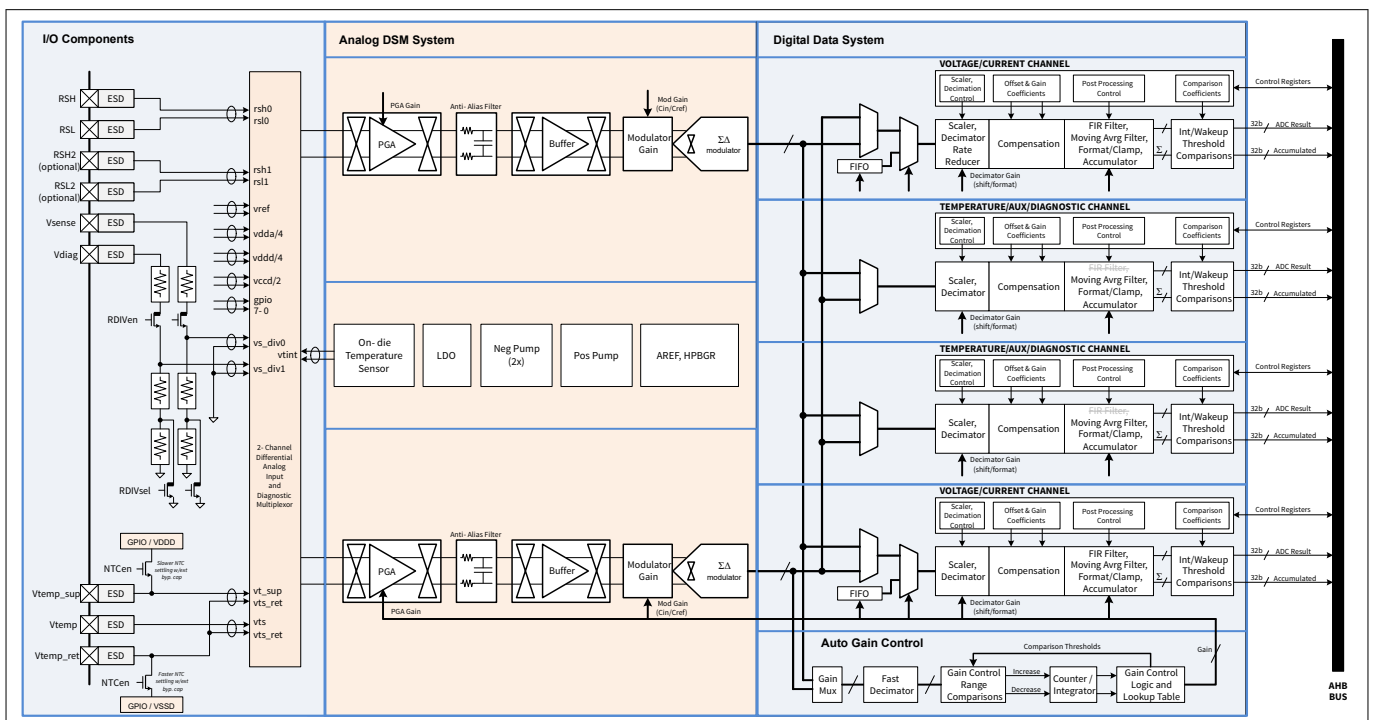 I/O Components
Analog DSM System
Digital Data System
RSH
ESD
RSL
ESD
RSH2
(optional)
ESD
RSL2
(optional)
ESD
Vsense
ESD
Vdiag
ESD
RDIVen
RDIVsel
rsh0
rsl0
rsh1
rsl1
vref
vdda/4
vddd/4
vccd/2
gpio
7- 0
vs_div0
vtint
vs_div1
2- Channel
Differential
Analog
Input
and
Diagnostic
Multiplexor
GPIO / VDDD
NTCen
Slower NTC
settling w/ext
byp. cap
Vtemp_sup
ESD
Vtemp
ESD
Vtemp_ret
ESD
NTCen
Faster NTC
settling w/ext
byp. cap
GPIO / VSSD
vt_sup
vts_ret
vts
vts_ret
PGA Gain
PGA
Anti- Alias Filter
Buffer
Mod Gain
(Cin/Cref)
Modulator
Gain
ΣΔ
modulator
On- die
Temperature
Sensor
LDO
Neg Pump
(2x)
Pos Pump
AREF, HPBGR
Anti- Alias Filter
PGA
PGA Gain
Buffer
Modulator
Gain
Mod Gain
(Cin/Cref)
ΣΔ
modulator
VOLTAGE/CURRENT CHANNEL
Scaler,
Decimation
Control
Offset & Gain
Coefficients
Post Processing
Control
Comparison
Coefficients
Control Registers
FIFO
Scaler,
Decimator
Rate
Reducer
Compensation
FIR Filter,
Moving Avrg Filter,
Format/Clamp,
Accumulator
Σ
Int/Wakeup
Threshold
Comparisons
32b
ADC Result
32b
Accumulated
Decimator Gain
(shift/format)
TEMPERATURE/AUX/DIAGNOSTIC CHANNEL
Scaler,
Decimation
Control
Offset & Gain
Coefficients
Post Processing
Control
Comparison
Coefficients
Control Registers
Scaler,
Decimator
Compensation
FIR Filter,
Moving Avrg Filter,
Format/Clamp,
Accumulator
Σ
Int/Wakeup
Threshold
Comparisons
32b
ADC Result
32b
Accumulated
Decimator Gain
(shift/format)
TEMPERATURE/AUX/DIAGNOSTIC CHANNEL
Scaler,
Decimation
Control
Offset & Gain
Coefficients
Post Processing
Control
Comparison
Coefficients
Control Registers
Scaler,
Decimator
Compensation
FIR Filter,
Moving Avrg Filter,
Format/Clamp,
Accumulator
Σ
Int/Wakeup
Threshold
Comparisons
32b
ADC Result
32b
Accumulated
Decimator Gain
(shift/format)
VOLTAGE/CURRENT CHANNEL
Scaler,
Decimation
Control
Offset & Gain
Coefficients
Post Processing
Control
Comparison
Coefficients
Control Registers
FIFO
Scaler,
Decimator
Compensation
FIR Filter,
Moving Avrg Filter,
Format/Clamp,
Accumulator
Σ
Int/Wakeup
Threshold
Comparisons
32b
ADC Result
32b
Accumulated
Decimator Gain
(shift/format)
Auto Gain Control
Comparison Thresholds
Gain
Gain
Mux
Fast
Decimator
Gain Control
Range
Comparisons
Increase
Decrease
Counter /
Integrator
Gain Control
Logic and
Lookup Table
AHB
BUS